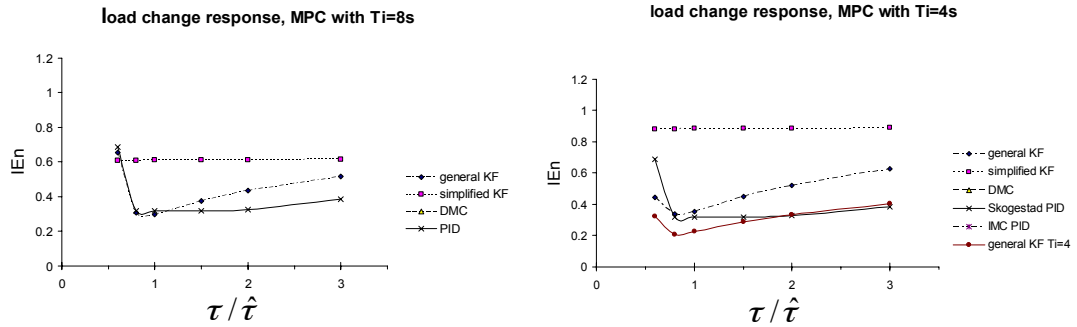 load change response, MPC with Ti=8s
1.2
1
0.8
0.6
0.4
0.2
0
IEn
0
1
2
3
τ / τ̂
general KF
simplified KF
DMC
PID
load change response, MPC with Ti=4s
1.2
1
0.8
0.6
0.4
0.2
0
IEn
0
1
2
3
τ / τ̂
general KF
simplified KF
DMC
Skogestad PID
IMC PID
general KF Ti=4